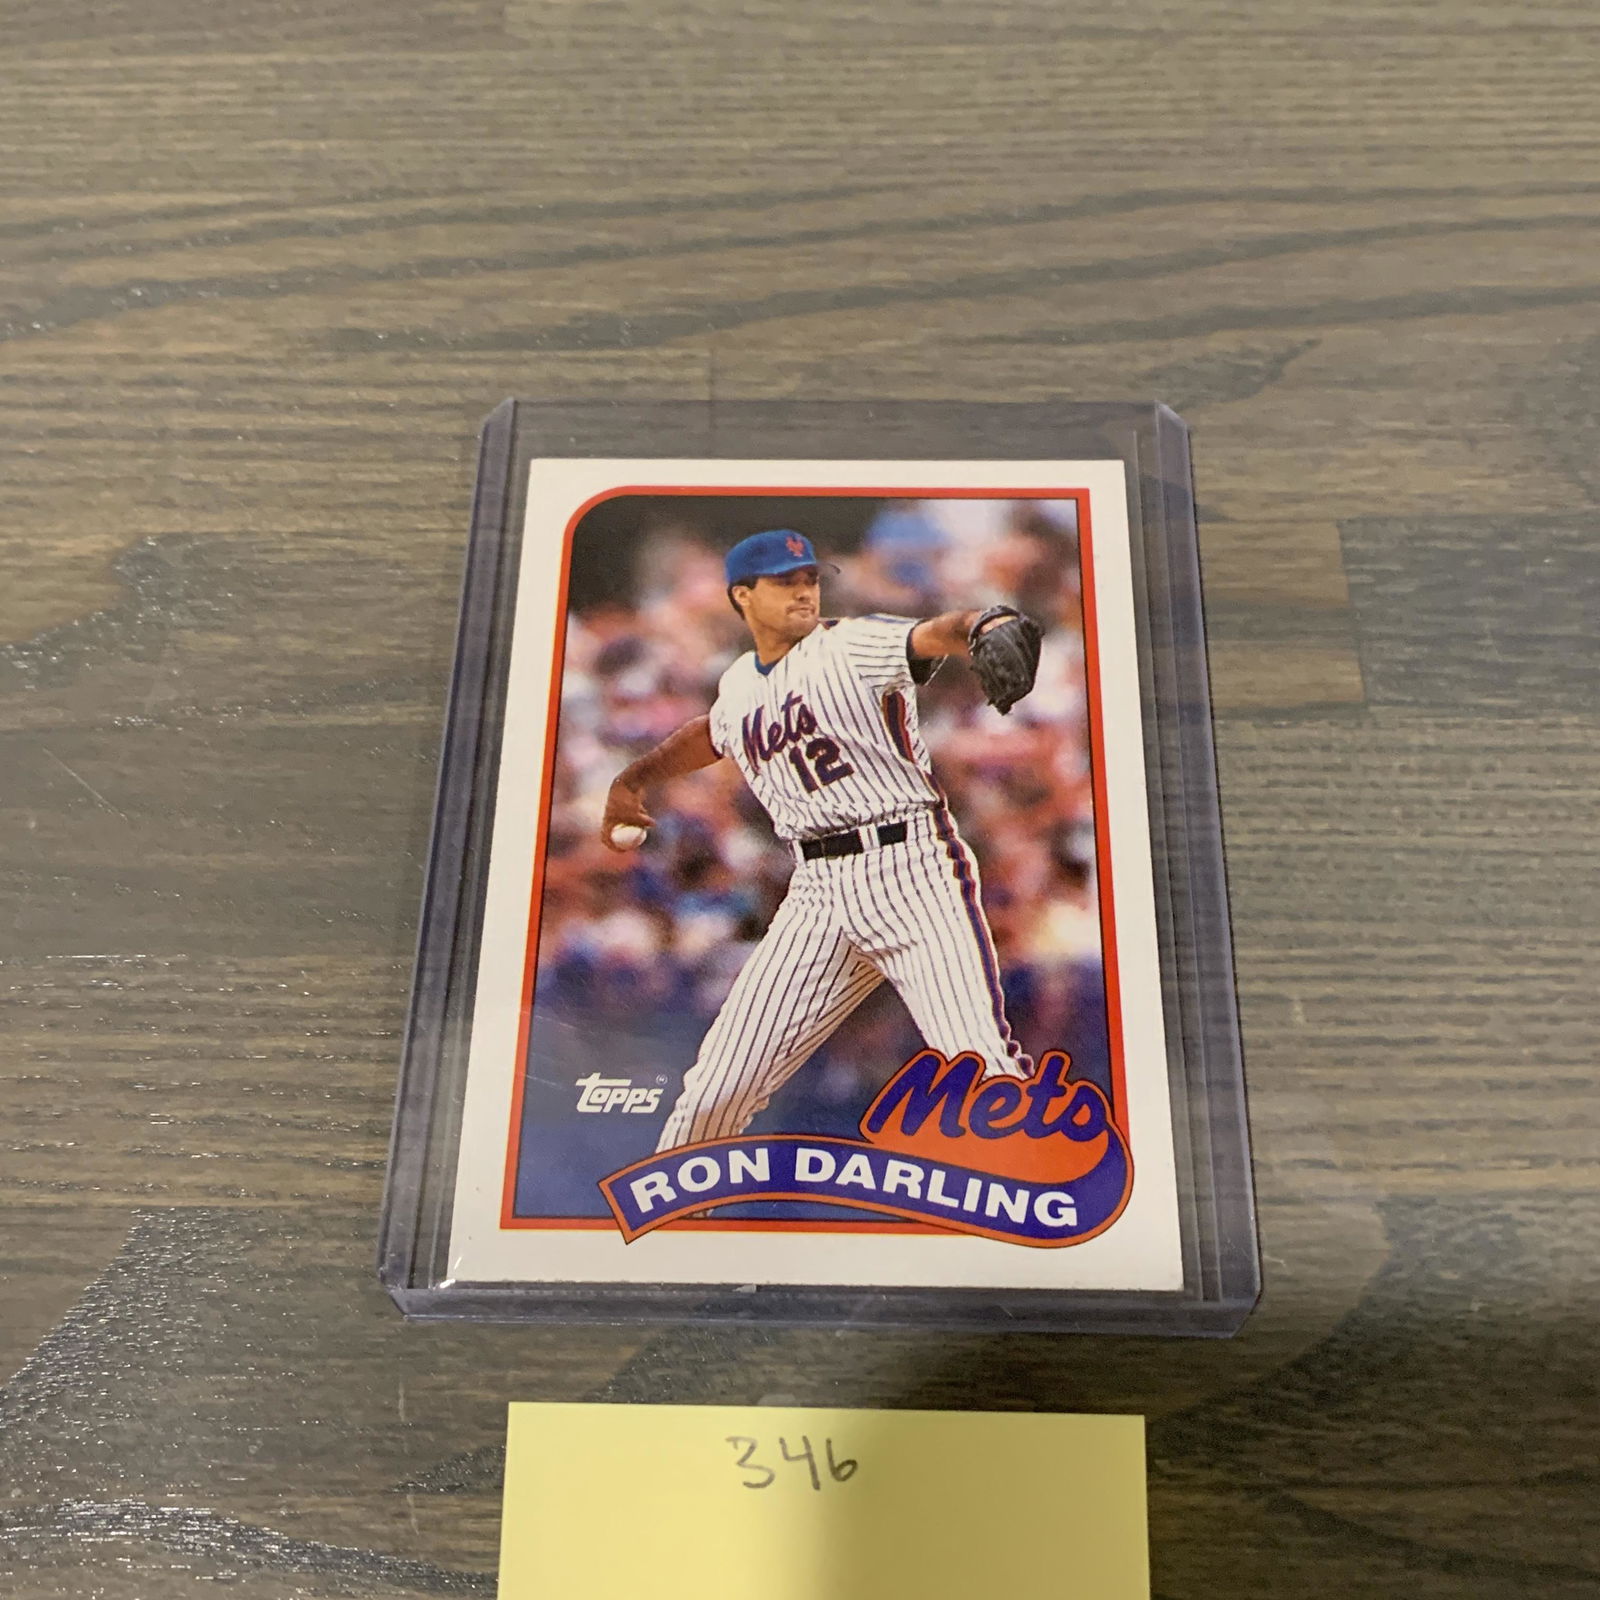 Mets
12
topps
Mets
RON DARLING
346